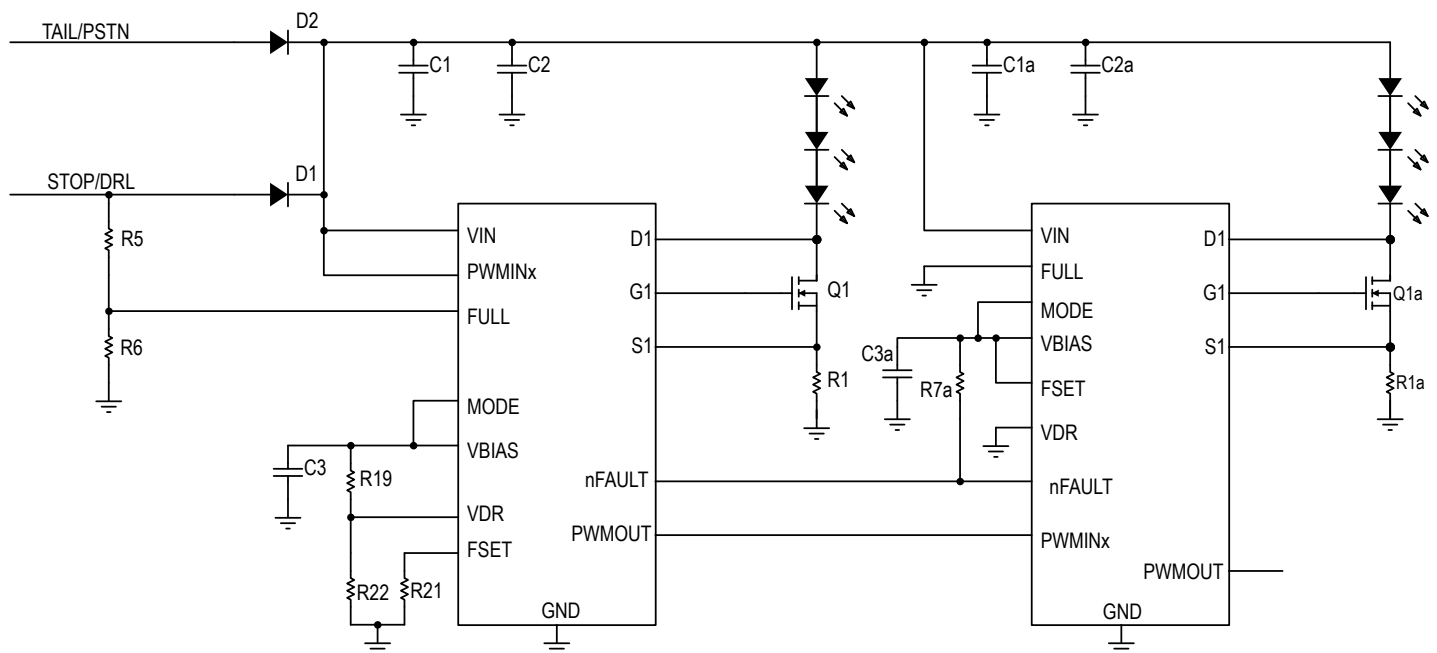 TAIL/PSTN
D2
C1
C2
C1a
C2a
STOP/DRL
D1
R5
R6
VIN
PWMINx
FULL
MODE
VBIAS
VDR
FSET
GND
D1
G1
S1
nFAULT
PWMOUT
C3
R19
R22
R21
Q1
R1
C3a
R7a
VIN
FULL
MODE
VBIAS
FSET
VDR
nFAULT
PWMINx
GND
D1
G1
S1
PWMOUT
Q1a
R1a